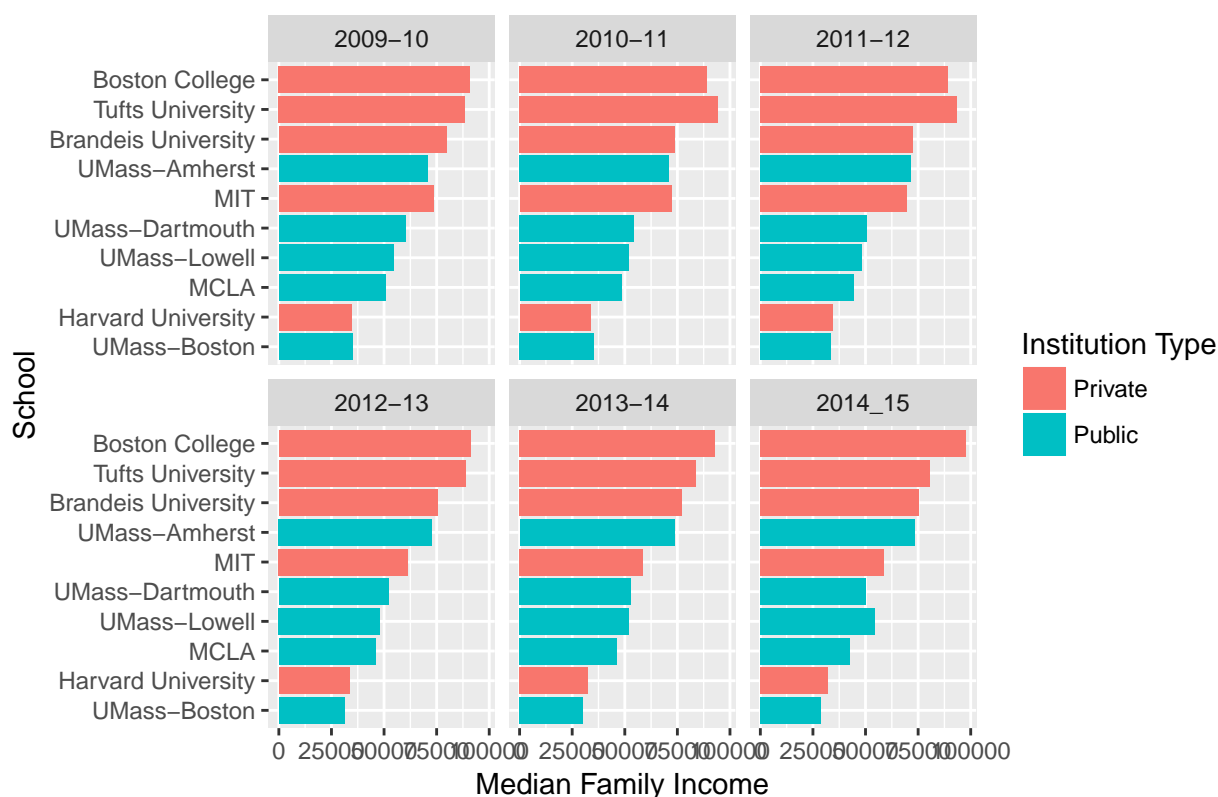 2009−10
2010−11
2011−12
Boston College
Tufts University
Brandeis University
UMass−Amherst
MIT
UMass−Dartmouth
UMass−Lowell
MCLA
Harvard University
UMass−Boston
School
2012−13
2013−14
2014_15
Boston College
Tufts University
Brandeis University
UMass−Amherst
MIT
UMass−Dartmouth
UMass−Lowell
MCLA
Harvard University
UMass−Boston
0 25000 50000 75000 100000
0 25000 50000 75000 100000
0 25000 50000 75000 100000
Median Family Income
Institution Type
Private
Public